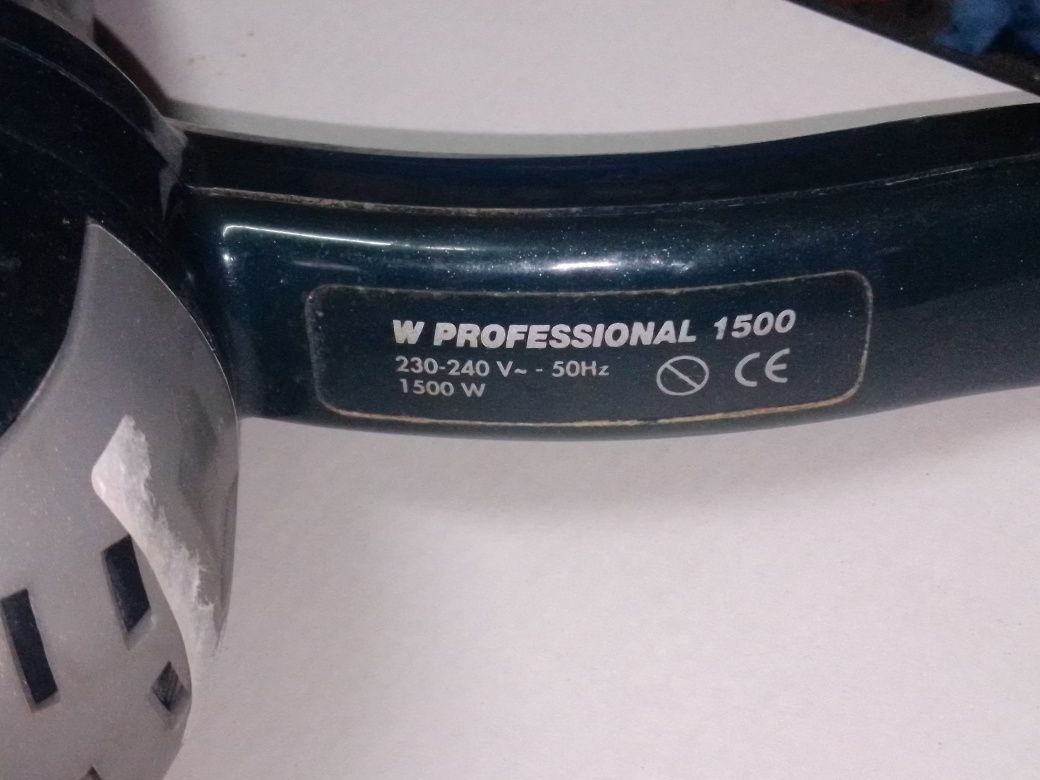 W PROFESSIONAL 1500
230-240 V~ - 50Hz
1500 W
CE